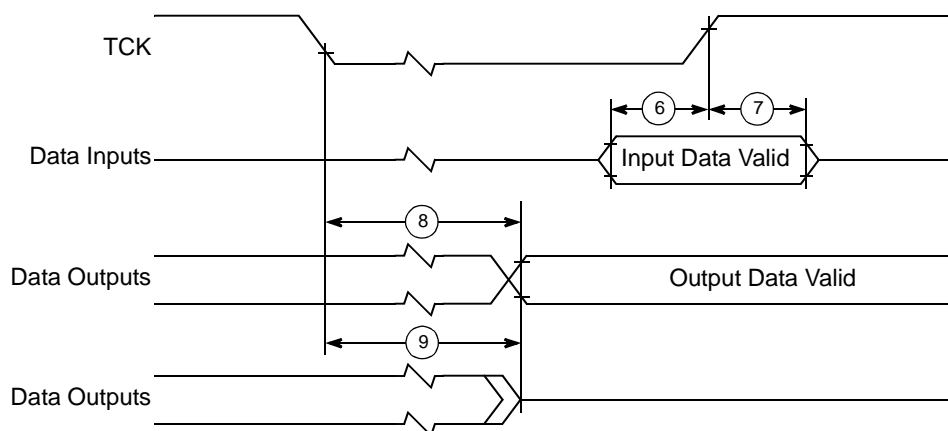 TCK
6
7
Data Inputs
Input Data Valid
8
Data Outputs
Output Data Valid
9
Data Outputs